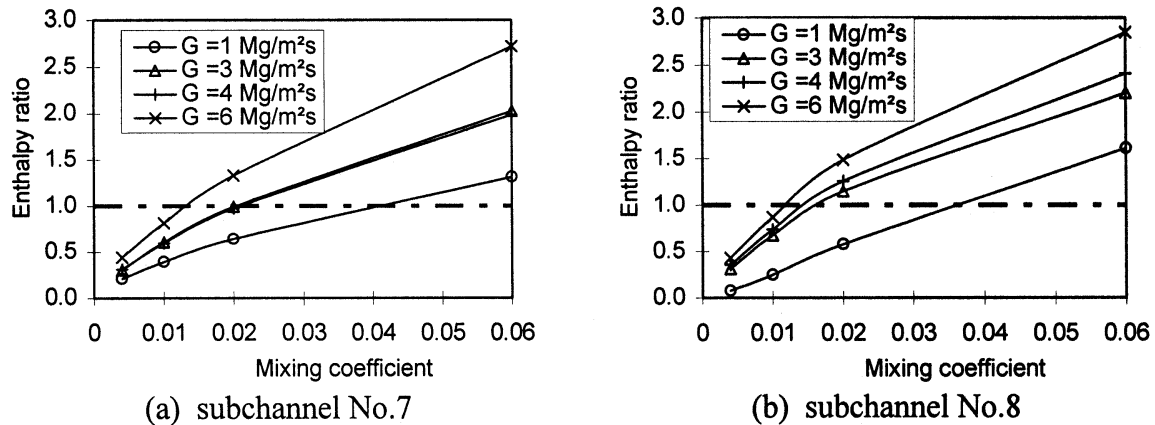 3.0
2.5
2.0
1.5
1.0
0.5
0.0
Enthalpy ratio
G =1 Mg/m²s
G =3 Mg/m²s
G =4 Mg/m²s
G =6 Mg/m²s
0 0.01 0.02 0.03 0.04 0.05 0.06
Mixing coefficient
(a) subchannel No.7
3.0
2.5
2.0
1.5
1.0
0.5
0.0
Enthalpy ratio
G =1 Mg/m²s
G =3 Mg/m²s
G =4 Mg/m²s
G =6 Mg/m²s
0 0.01 0.02 0.03 0.04 0.05 0.06
Mixing coefficient
(b) subchannel No.8